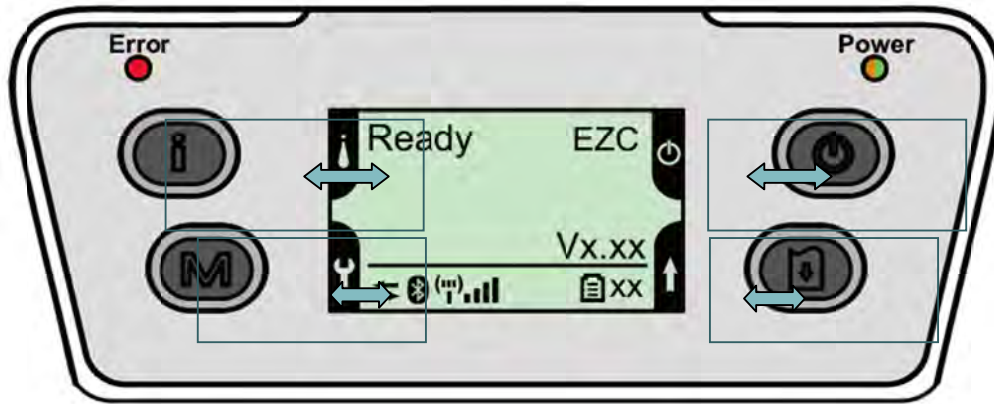 Error
Power
i
Ready EZC
M
Vx.xx
xx